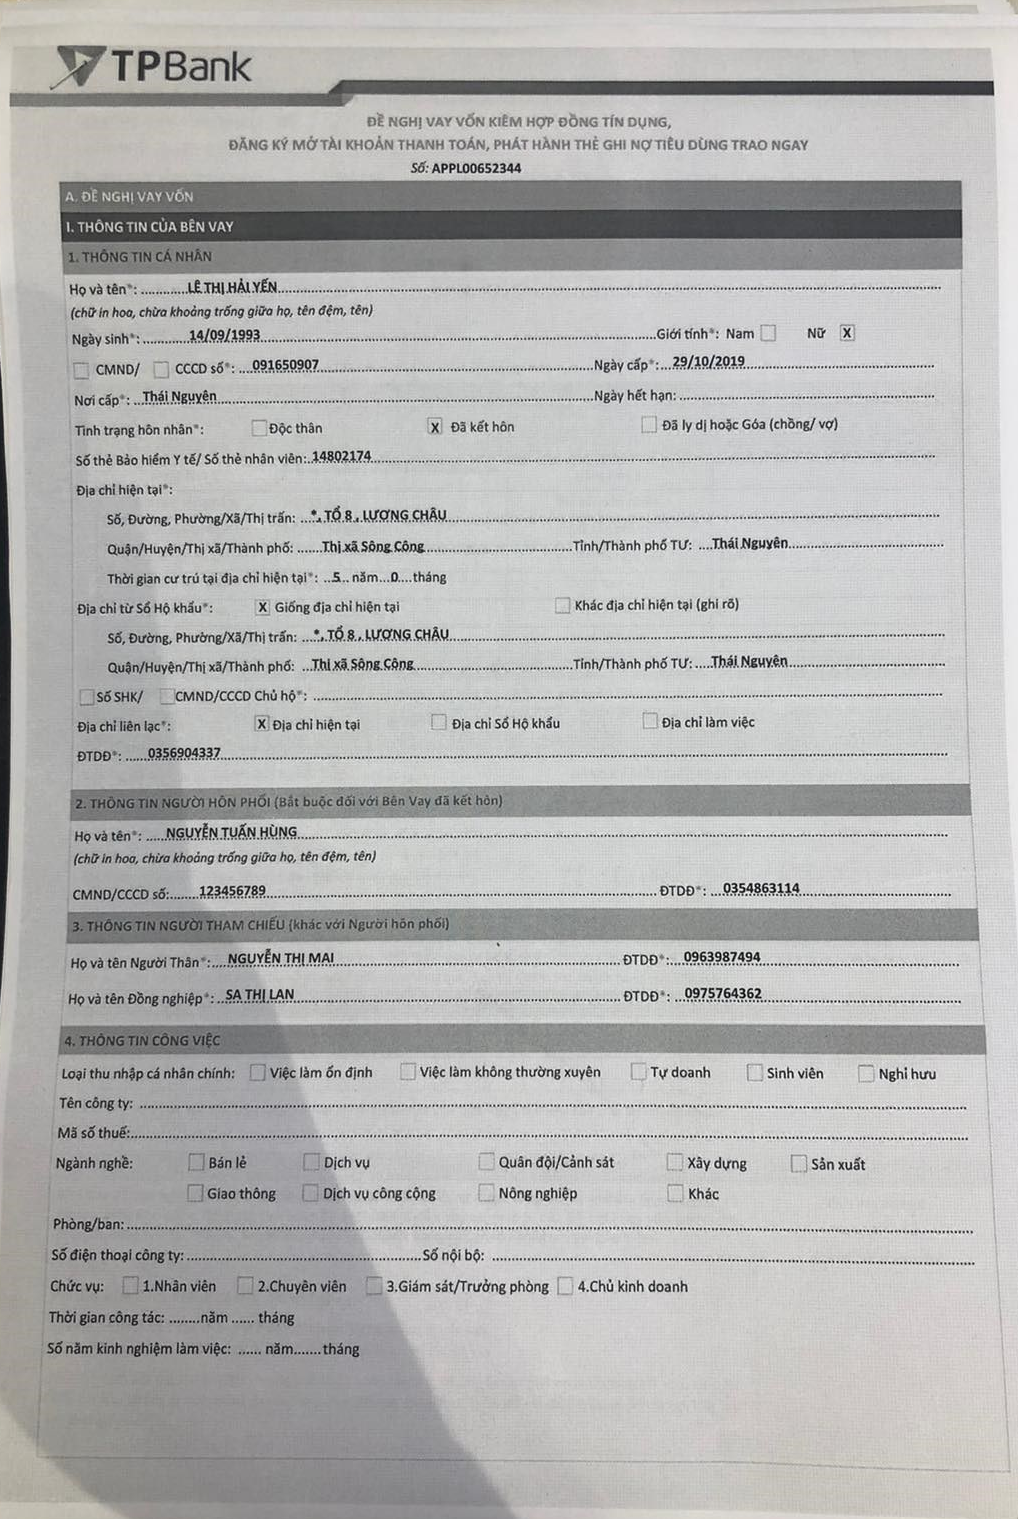 TPBank
ĐỀ NGHỊ VAY VỐN KIÊM HỢP ĐỒNG TÍN DỤNG,
ĐĂNG KÝ MỞ TÀI KHOẢN THANH TOÁN, PHÁT HÀNH THẺ GHI NỢ TIÊU DÙNG TRAO NGAY
Số: APPL00652344
A. ĐỀ NGHỊ VAY VỐN
I. THÔNG TIN CỦA BÊN VAY
1. THÔNG TIN CÁ NHÂN
Họ và tên*: LÊ THỊ HẢI YẾN
(chữ in hoa, chừa khoảng trống giữa họ, tên đệm, tên)
Ngày sinh*: 14/09/1993 Giới tính*: Nam Nữ X
CMND/ CCCD số*: 091650907 Ngày cấp*: 29/10/2019
Nơi cấp*: Thái Nguyên Ngày hết hạn:
Tình trạng hôn nhân*: Độc thân X Đã kết hôn Đã ly dị hoặc Góa (chồng/ vợ)
Số thẻ Bảo hiểm Y tế/ Số thẻ nhân viên: 14802174
Địa chỉ hiện tại*:
Số, Đường, Phường/Xã/Thị trấn: *, TỔ 8, LƯƠNG CHÂU
Quận/Huyện/Thị xã/Thành phố: Thị xã Sông Công Tỉnh/Thành phố TƯ: Thái Nguyên
Thời gian cư trú tại địa chỉ hiện tại*: 5 năm 0 tháng
Địa chỉ từ Sổ Hộ khẩu*: X Giống địa chỉ hiện tại Khác địa chỉ hiện tại (ghi rõ)
Số, Đường, Phường/Xã/Thị trấn: *, TỔ 8, LƯƠNG CHÂU
Quận/Huyện/Thị xã/Thành phố: Thị xã Sông Công Tỉnh/Thành phố TƯ: Thái Nguyên
Số SHK/ CMND/CCCD Chủ hộ*:
Địa chỉ liên lạc*: X Địa chỉ hiện tại Địa chỉ Sổ Hộ khẩu Địa chỉ làm việc
ĐTDĐ*: 0356904337
2. THÔNG TIN NGƯỜI HÔN PHỐI (Bắt buộc đối với Bên Vay đã kết hôn)
Họ và tên*: NGUYỄN TUẤN HÙNG
(chữ in hoa, chừa khoảng trống giữa họ, tên đệm, tên)
CMND/CCCD số: 123456789 ĐTDĐ*: 0354863114
3. THÔNG TIN NGƯỜI THAM CHIẾU (khác với Người hôn phối)
Họ và tên Người Thân*: NGUYỄN THỊ MAI ĐTDĐ*: 0963987494
Họ và tên Đồng nghiệp*: SA THỊ LAN ĐTDĐ*: 0975764362
4. THÔNG TIN CÔNG VIỆC
Loại thu nhập cá nhân chính: Việc làm ổn định Việc làm không thường xuyên Tự doanh Sinh viên Nghỉ hưu
Tên công ty:
Mã số thuế:
Ngành nghề: Bán lẻ Dịch vụ Quân đội/Cảnh sát Xây dựng Sản xuất
Giao thông Dịch vụ công cộng Nông nghiệp Khác
Phòng/ban:
Số điện thoại công ty: Số nội bộ:
Chức vụ: 1.Nhân viên 2.Chuyên viên 3.Giám sát/Trưởng phòng 4.Chủ kinh doanh
Thời gian công tác: năm tháng
Số năm kinh nghiệm làm việc: năm tháng